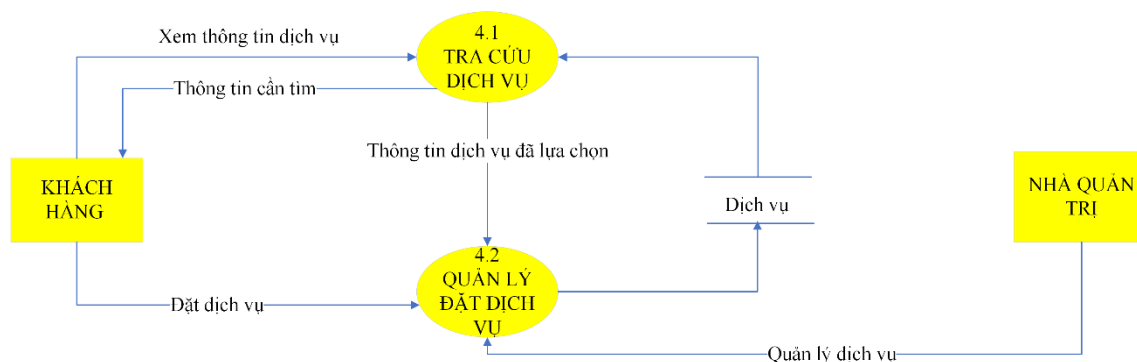 4.1
TRA CỨU
DỊCH VỤ
Xem thông tin dịch vụ
Thông tin cần tìm
Thông tin dịch vụ đã lựa chọn
KHÁCH
HÀNG
Dịch vụ
NHÀ QUẢN
TRỊ
4.2
QUẢN LÝ
ĐẶT DỊCH
VỤ
Đặt dịch vụ
Quản lý dịch vụ